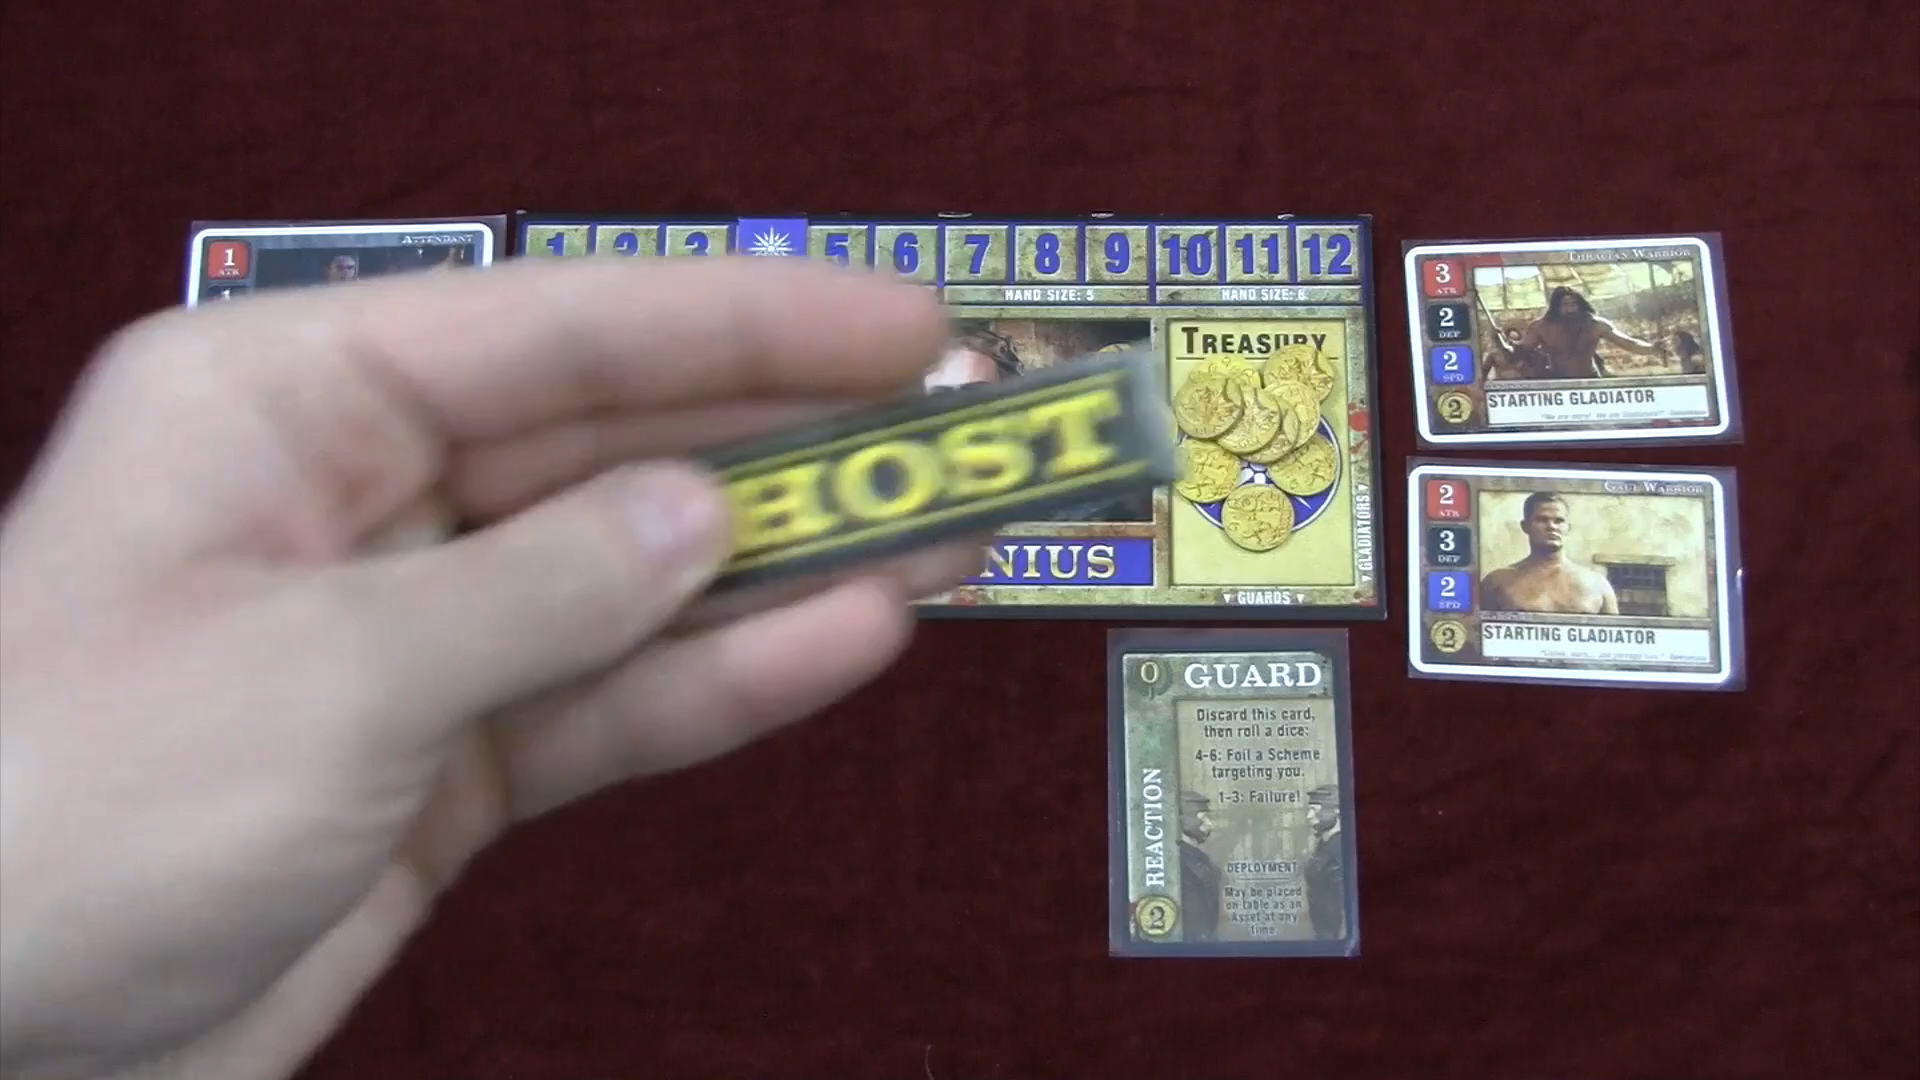 1
ATK
ATTENDANT
1 2 3 5 6 7 8 9 10 11 12
HAND SIZE: 5
HAND SIZE: 6
TREASURY
HOST
NIUS
GLADIATORS
GUARDS
THRACIAN WARRIOR
3
ATK
2
DEF
2
SPD
2
STARTING GLADIATOR
GAUL WARRIOR
2
ATK
3
DEF
2
SPD
2
STARTING GLADIATOR
0
GUARD
Discard this card,
then roll a dice:
4-6: Foil a Scheme
targeting you.
1-3: Failure!
REACTION
DEPLOYMENT
May be placed
on table as an
Asset at any
time.
2